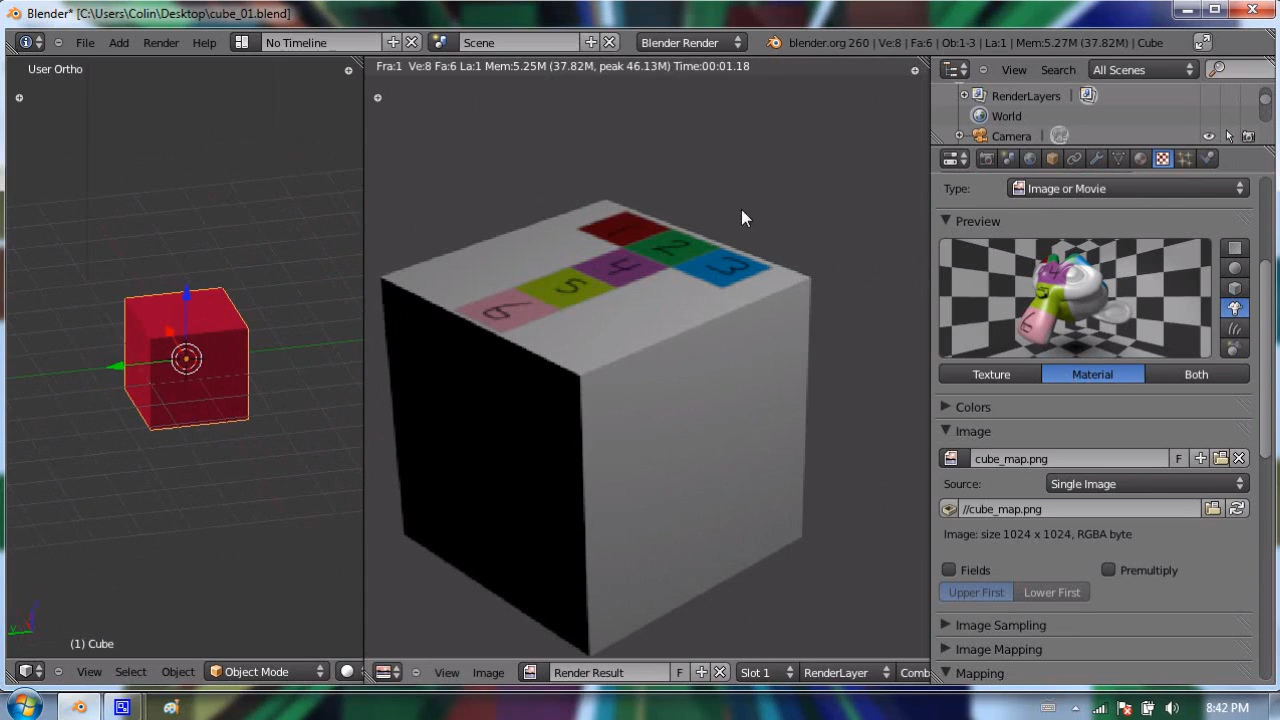 Blender* [C:\Users\Colin\Desktop\cube_01.blend]
File Add Render Help No Timeline Scene Blender Render blender.org 260 | Ve:8 | Fa:6 | Ob:1-3 | La:1 | Mem:5.27M (37.82M) | Cube
User Ortho
Fra:1 Ve:8 Fa:6 La:1 Mem:5.25M (37.82M, peak 46.13M) Time:00:01.18
View Search All Scenes
RenderLayers
World
Camera
Type: Image or Movie
Preview
1
2
3
4
5
6
4
6
Texture Material Both
Colors
Image
cube_map.png F
Source: Single Image
//cube_map.png
Image: size 1024 x 1024, RGBA byte
Fields Premultiply
Upper First Lower First
Image Sampling
Image Mapping
Mapping
(1) Cube
View Select Object Object Mode
View Image Render Result F Slot 1 RenderLayer Comb
8:42 PM